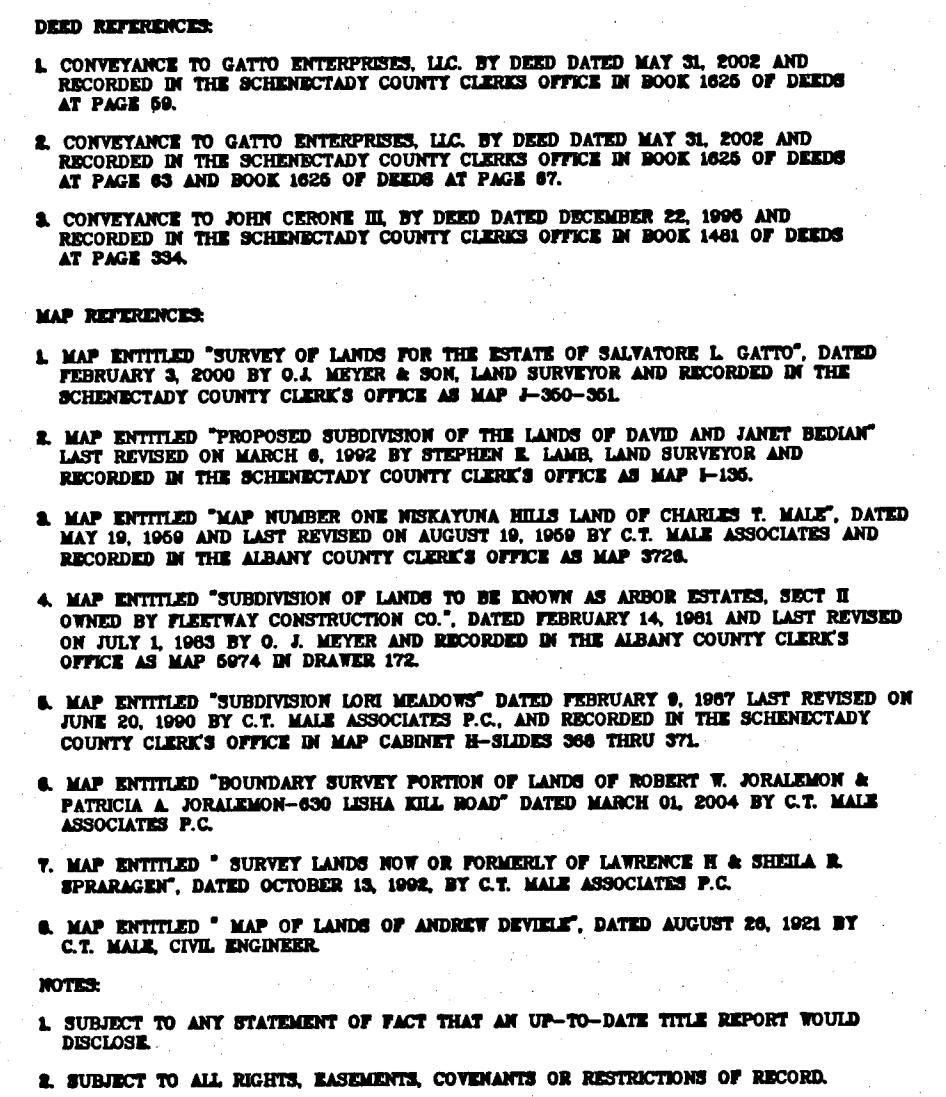 DEED REFERENCES:
1. CONVEYANCE TO GATTO ENTERPRISES, LLC. BY DEED DATED MAY 31, 2002 AND
RECORDED IN THE SCHENECTADY COUNTY CLERKS OFFICE IN BOOK 1625 OF DEEDS
AT PAGE 59.
2. CONVEYANCE TO GATTO ENTERPRISES, LLC. BY DEED DATED MAY 31, 2002 AND
RECORDED IN THE SCHENECTADY COUNTY CLERKS OFFICE IN BOOK 1625 OF DEEDS
AT PAGE 63 AND BOOK 1625 OF DEEDS AT PAGE 67.
3. CONVEYANCE TO JOHN CERONE III, BY DEED DATED DECEMBER 22, 1995 AND
RECORDED IN THE SCHENECTADY COUNTY CLERKS OFFICE IN BOOK 1481 OF DEEDS
AT PAGE 334.
MAP REFERENCES:
1. MAP ENTITLED "SURVEY OF LANDS FOR THE ESTATE OF SALVATORE L. GATTO", DATED
FEBRUARY 3, 2000 BY O.J. MEYER & SON, LAND SURVEYOR AND RECORDED IN THE
SCHENECTADY COUNTY CLERK'S OFFICE AS MAP J-350-351.
2. MAP ENTITLED "PROPOSED SUBDIVISION OF THE LANDS OF DAVID AND JANET BEDIAN"
LAST REVISED ON MARCH 6, 1992 BY STEPHEN E. LAMB, LAND SURVEYOR AND
RECORDED IN THE SCHENECTADY COUNTY CLERK'S OFFICE AS MAP I-135.
3. MAP ENTITLED "MAP NUMBER ONE NISKAYUNA HILLS LAND OF CHARLES T. MALE", DATED
MAY 19, 1959 AND LAST REVISED ON AUGUST 19, 1959 BY C.T. MALE ASSOCIATES AND
RECORDED IN THE ALBANY COUNTY CLERK'S OFFICE AS MAP 3726.
4. MAP ENTITLED "SUBDIVISION OF LANDS TO BE KNOWN AS ARBOR ESTATES, SECT II
OWNED BY FLEETWAY CONSTRUCTION CO.", DATED FEBRUARY 14, 1961 AND LAST REVISED
ON JULY 1, 1963 BY O. J. MEYER AND RECORDED IN THE ALBANY COUNTY CLERK'S
OFFICE AS MAP 5974 IN DRAWER 172.
5. MAP ENTITLED "SUBDIVISION LORI MEADOWS" DATED FEBRUARY 9, 1987 LAST REVISED ON
JUNE 20, 1990 BY C.T. MALE ASSOCIATES P.C., AND RECORDED IN THE SCHENECTADY
COUNTY CLERK'S OFFICE IN MAP CABINET H-SLIDES 368 THRU 371.
6. MAP ENTITLED "BOUNDARY SURVEY PORTION OF LANDS OF ROBERT W. JORALEMON &
PATRICIA A. JORALEMON-630 LISHA KILL ROAD" DATED MARCH 01, 2004 BY C.T. MALE
ASSOCIATES P.C.
7. MAP ENTITLED " SURVEY LANDS NOW OR FORMERLY OF LAWRENCE H & SHEILA R.
SPRARAGEN", DATED OCTOBER 13, 1992, BY C.T. MALE ASSOCIATES P.C.
8. MAP ENTITLED " MAP OF LANDS OF ANDREW DEVIELE", DATED AUGUST 26, 1921 BY
C.T. MALE, CIVIL ENGINEER.
NOTES:
1. SUBJECT TO ANY STATEMENT OF FACT THAT AN UP-TO-DATE TITLE REPORT WOULD
DISCLOSE.
2. SUBJECT TO ALL RIGHTS, EASEMENTS, COVENANTS OR RESTRICTIONS OF RECORD.